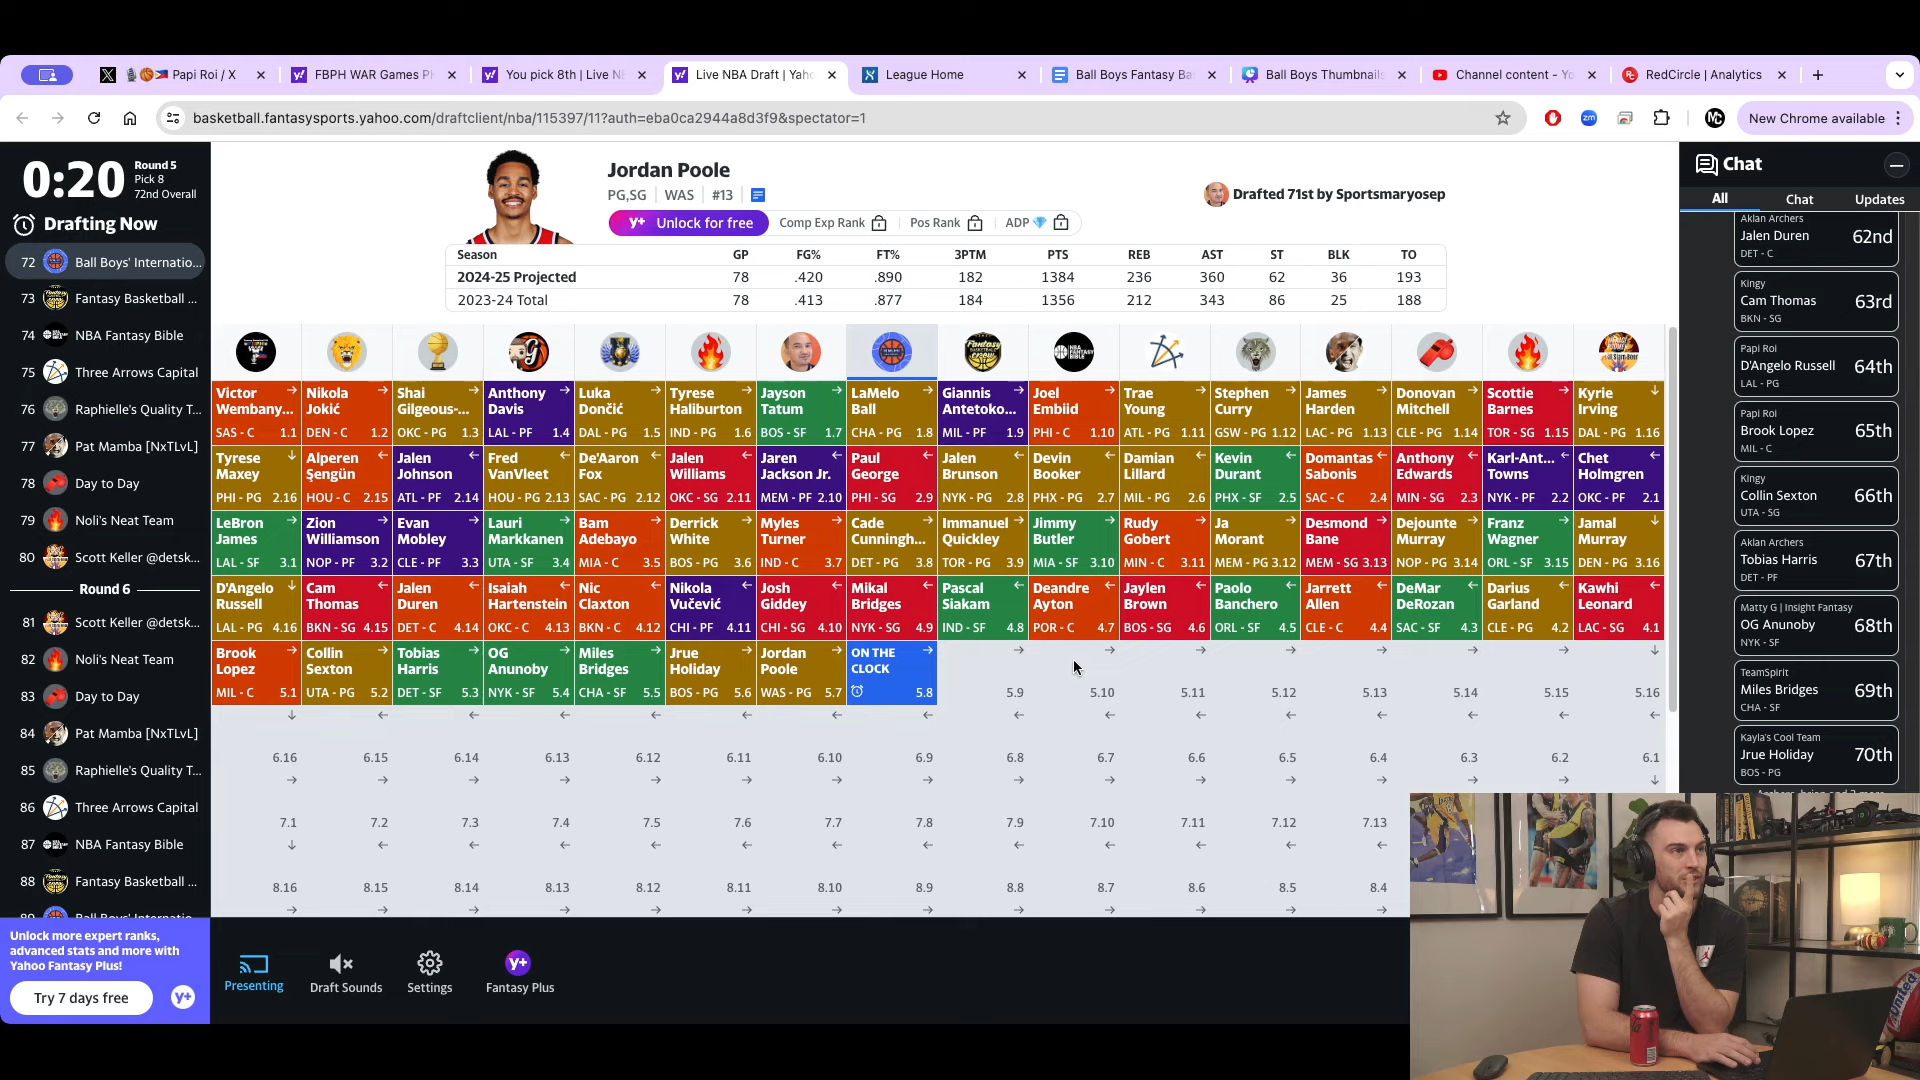 🎙️🏀🇵🇭 Papi Roi / X
FBPH WAR Games P
You pick 8th | Live N
Live NBA Draft | Yaho
League Home
Ball Boys Fantasy Ba
Ball Boys Thumbnails
Channel content - Yo
RedCircle | Analytics
basketball.fantasysports.yahoo.com/draftclient/nba/115397/11?auth=eba0ca2944a8d3f9&spectator=1
New Chrome available
0:20
Round 5
Pick 8
72nd Overall
Drafting Now
72 Ball Boys' Internatio...
73 Fantasy Basketball ...
74 NBA Fantasy Bible
75 Three Arrows Capital
76 Raphielle's Quality T...
77 Pat Mamba [NxTLvL]
78 Day to Day
79 Noli's Neat Team
80 Scott Keller @detsk...
Round 6
81 Scott Keller @detsk...
82 Noli's Neat Team
83 Day to Day
84 Pat Mamba [NxTLvL]
85 Raphielle's Quality T...
86 Three Arrows Capital
87 NBA Fantasy Bible
88 Fantasy Basketball ...
Unlock more expert ranks,
advanced stats and more with
Yahoo Fantasy Plus!
Try 7 days free
y+
Jordan Poole
PG,SG | WAS | #13
y+ Unlock for free Comp Exp Rank Pos Rank ADP
Drafted 71st by Sportsmaryosep
Season GP FG% FT% 3PTM PTS REB AST ST BLK TO
2024-25 Projected 78 .420 .890 182 1384 236 360 62 36 193
2023-24 Total 78 .413 .877 184 1356 212 343 86 25 188
Victor Nikola Shai Anthony Luka Tyrese Jayson LaMelo Giannis Joel Trae Stephen James Donovan Scottie Kyrie
Wembany... Jokić Gilgeous-... Davis Dončić Haliburton Tatum Ball Antetoko... Embiid Young Curry Harden Mitchell Barnes Irving
SAS - C 1.1 DEN - C 1.2 OKC - PG 1.3 LAL - PF 1.4 DAL - PG 1.5 IND - PG 1.6 BOS - SF 1.7 CHA - PG 1.8 MIL - PF 1.9 PHI - C 1.10 ATL - PG 1.11 GSW - PG 1.12 LAC - PG 1.13 CLE - PG 1.14 TOR - SG 1.15 DAL - PG 1.16
Tyrese Alperen Jalen Fred De'Aaron Jalen Jaren Paul Jalen Devin Damian Kevin Domantas Anthony Karl-Ant... Chet
Maxey Şengün Johnson VanVleet Fox Williams Jackson Jr. George Brunson Booker Lillard Durant Sabonis Edwards Towns Holmgren
PHI - PG 2.16 HOU - C 2.15 ATL - PF 2.14 HOU - PG 2.13 SAC - PG 2.12 OKC - SG 2.11 MEM - PF 2.10 PHI - SG 2.9 NYK - PG 2.8 PHX - PG 2.7 MIL - PG 2.6 PHX - SF 2.5 SAC - C 2.4 MIN - SG 2.3 NYK - PF 2.2 OKC - PF 2.1
LeBron Zion Evan Lauri Bam Derrick Myles Cade Immanuel Jimmy Rudy Ja Desmond Dejounte Franz Jamal
James Williamson Mobley Markkanen Adebayo White Turner Cunningh... Quickley Butler Gobert Morant Bane Murray Wagner Murray
LAL - SF 3.1 NOP - PF 3.2 CLE - PF 3.3 UTA - SF 3.4 MIA - C 3.5 BOS - PG 3.6 IND - C 3.7 DET - PG 3.8 TOR - PG 3.9 MIA - SF 3.10 MIN - C 3.11 MEM - PG 3.12 MEM - SG 3.13 NOP - PG 3.14 ORL - SF 3.15 DEN - PG 3.16
D'Angelo Cam Jalen Isaiah Nic Nikola Josh Mikal Pascal Deandre Jaylen Paolo Jarrett DeMar Darius Kawhi
Russell Thomas Duren Hartenstein Claxton Vučević Giddey Bridges Siakam Ayton Brown Banchero Allen DeRozan Garland Leonard
LAL - PG 4.16 BKN - SG 4.15 DET - C 4.14 OKC - C 4.13 BKN - C 4.12 CHI - PF 4.11 CHI - SG 4.10 NYK - SG 4.9 IND - SF 4.8 POR - C 4.7 BOS - SG 4.6 ORL - SF 4.5 CLE - C 4.4 SAC - SF 4.3 CLE - PG 4.2 LAC - SG 4.1
Brook Collin Tobias OG Miles Jrue Jordan ON THE
Lopez Sexton Harris Anunoby Bridges Holiday Poole CLOCK
MIL - C 5.1 UTA - PG 5.2 DET - SF 5.3 NYK - SF 5.4 CHA - SF 5.5 BOS - PG 5.6 WAS - PG 5.7 5.8 5.9 5.10 5.11 5.12 5.13 5.14 5.15 5.16
6.16 6.15 6.14 6.13 6.12 6.11 6.10 6.9 6.8 6.7 6.6 6.5 6.4 6.3 6.2 6.1
7.1 7.2 7.3 7.4 7.5 7.6 7.7 7.8 7.9 7.10 7.11 7.12 7.13
8.16 8.15 8.14 8.13 8.12 8.11 8.10 8.9 8.8 8.7 8.6 8.5 8.4
Presenting
Draft Sounds
Settings
Fantasy Plus
Chat
All Chat Updates
Aklan Archers
Jalen Duren 62nd
DET - C
Kingy
Cam Thomas 63rd
BKN - SG
Papi Roi
D'Angelo Russell 64th
LAL - PG
Papi Roi
Brook Lopez 65th
MIL - C
Kingy
Collin Sexton 66th
UTA - SG
Aklan Archers
Tobias Harris 67th
DET - PF
Matty G | Insight Fantasy
OG Anunoby 68th
NYK - SF
TeamSpirit
Miles Bridges 69th
CHA - SF
Kayla's Cool Team
Jrue Holiday 70th
BOS - PG